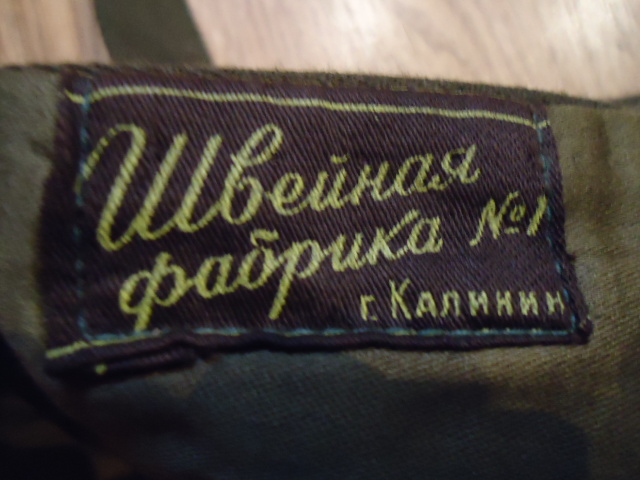 Швейная
фабрика №1
г. Калинин